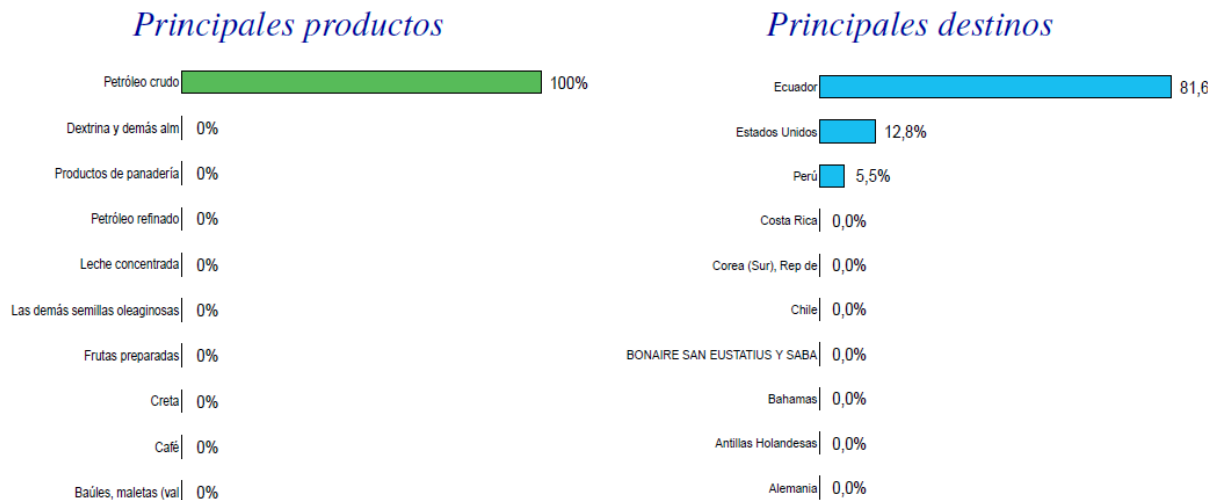 Principales productos
Petróleo crudo 100%
Dextrina y demás alm 0%
Productos de panadería 0%
Petróleo refinado 0%
Leche concentrada 0%
Las demás semillas oleaginosas 0%
Frutas preparadas 0%
Creta 0%
Café 0%
Baúles, maletas (val 0%
Principales destinos
Ecuador 81,6
Estados Unidos 12,8%
Perú 5,5%
Costa Rica 0,0%
Corea (Sur), Rep de 0,0%
Chile 0,0%
BONAIRE SAN EUSTATIUS Y SABA 0,0%
Bahamas 0,0%
Antillas Holandesas 0,0%
Alemania 0,0%